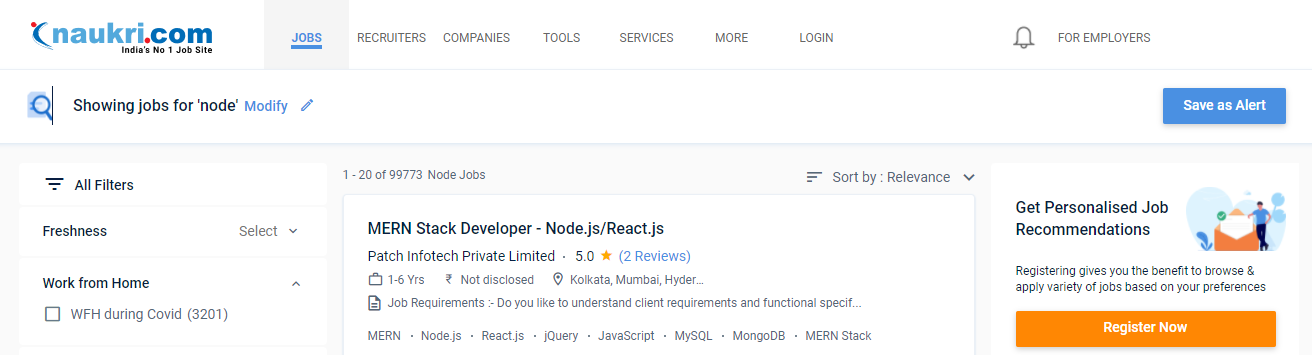 naukri.com
India's No 1 Job Site
JOBS RECRUITERS COMPANIES TOOLS SERVICES MORE LOGIN FOR EMPLOYERS
Showing jobs for 'node' Modify
Save as Alert
All Filters
Freshness Select
Work from Home
WFH during Covid (3201)
1 - 20 of 99773 Node Jobs
Sort by : Relevance
MERN Stack Developer - Node.js/React.js
Patch Infotech Private Limited · 5.0 ★ (2 Reviews)
1-6 Yrs ₹ Not disclosed Kolkata, Mumbai, Hyder...
Job Requirements :- Do you like to understand client requirements and functional specif...
MERN · Node.js · React.js · jQuery · JavaScript · MySQL · MongoDB · MERN Stack
Get Personalised Job
Recommendations
Registering gives you the benefit to browse &
apply variety of jobs based on your preferences
Register Now